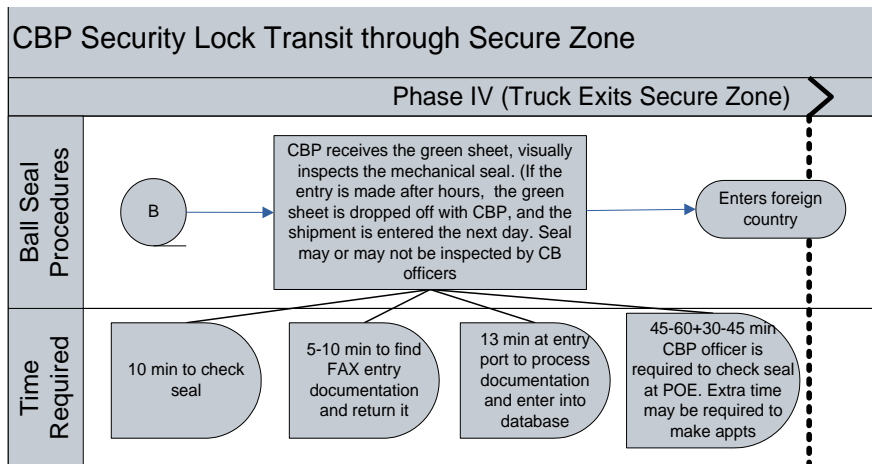 CBP Security Lock Transit through Secure Zone
Phase IV (Truck Exits Secure Zone)
Ball Seal
Procedures
B
CBP receives the green sheet, visually
inspects the mechanical seal. (If the
entry is made after hours,  the green
sheet is dropped off with CBP, and the
shipment is entered the next day. Seal
may or may not be inspected by CB
officers
Enters foreign
country
Time
Required
10 min to check
seal
5-10 min to find
FAX entry
documentation
and return it
13 min at entry
port to process
documentation
and enter into
database
45-60+30-45 min
CBP officer is
required to check seal
at POE. Extra time
may be required to
make appts